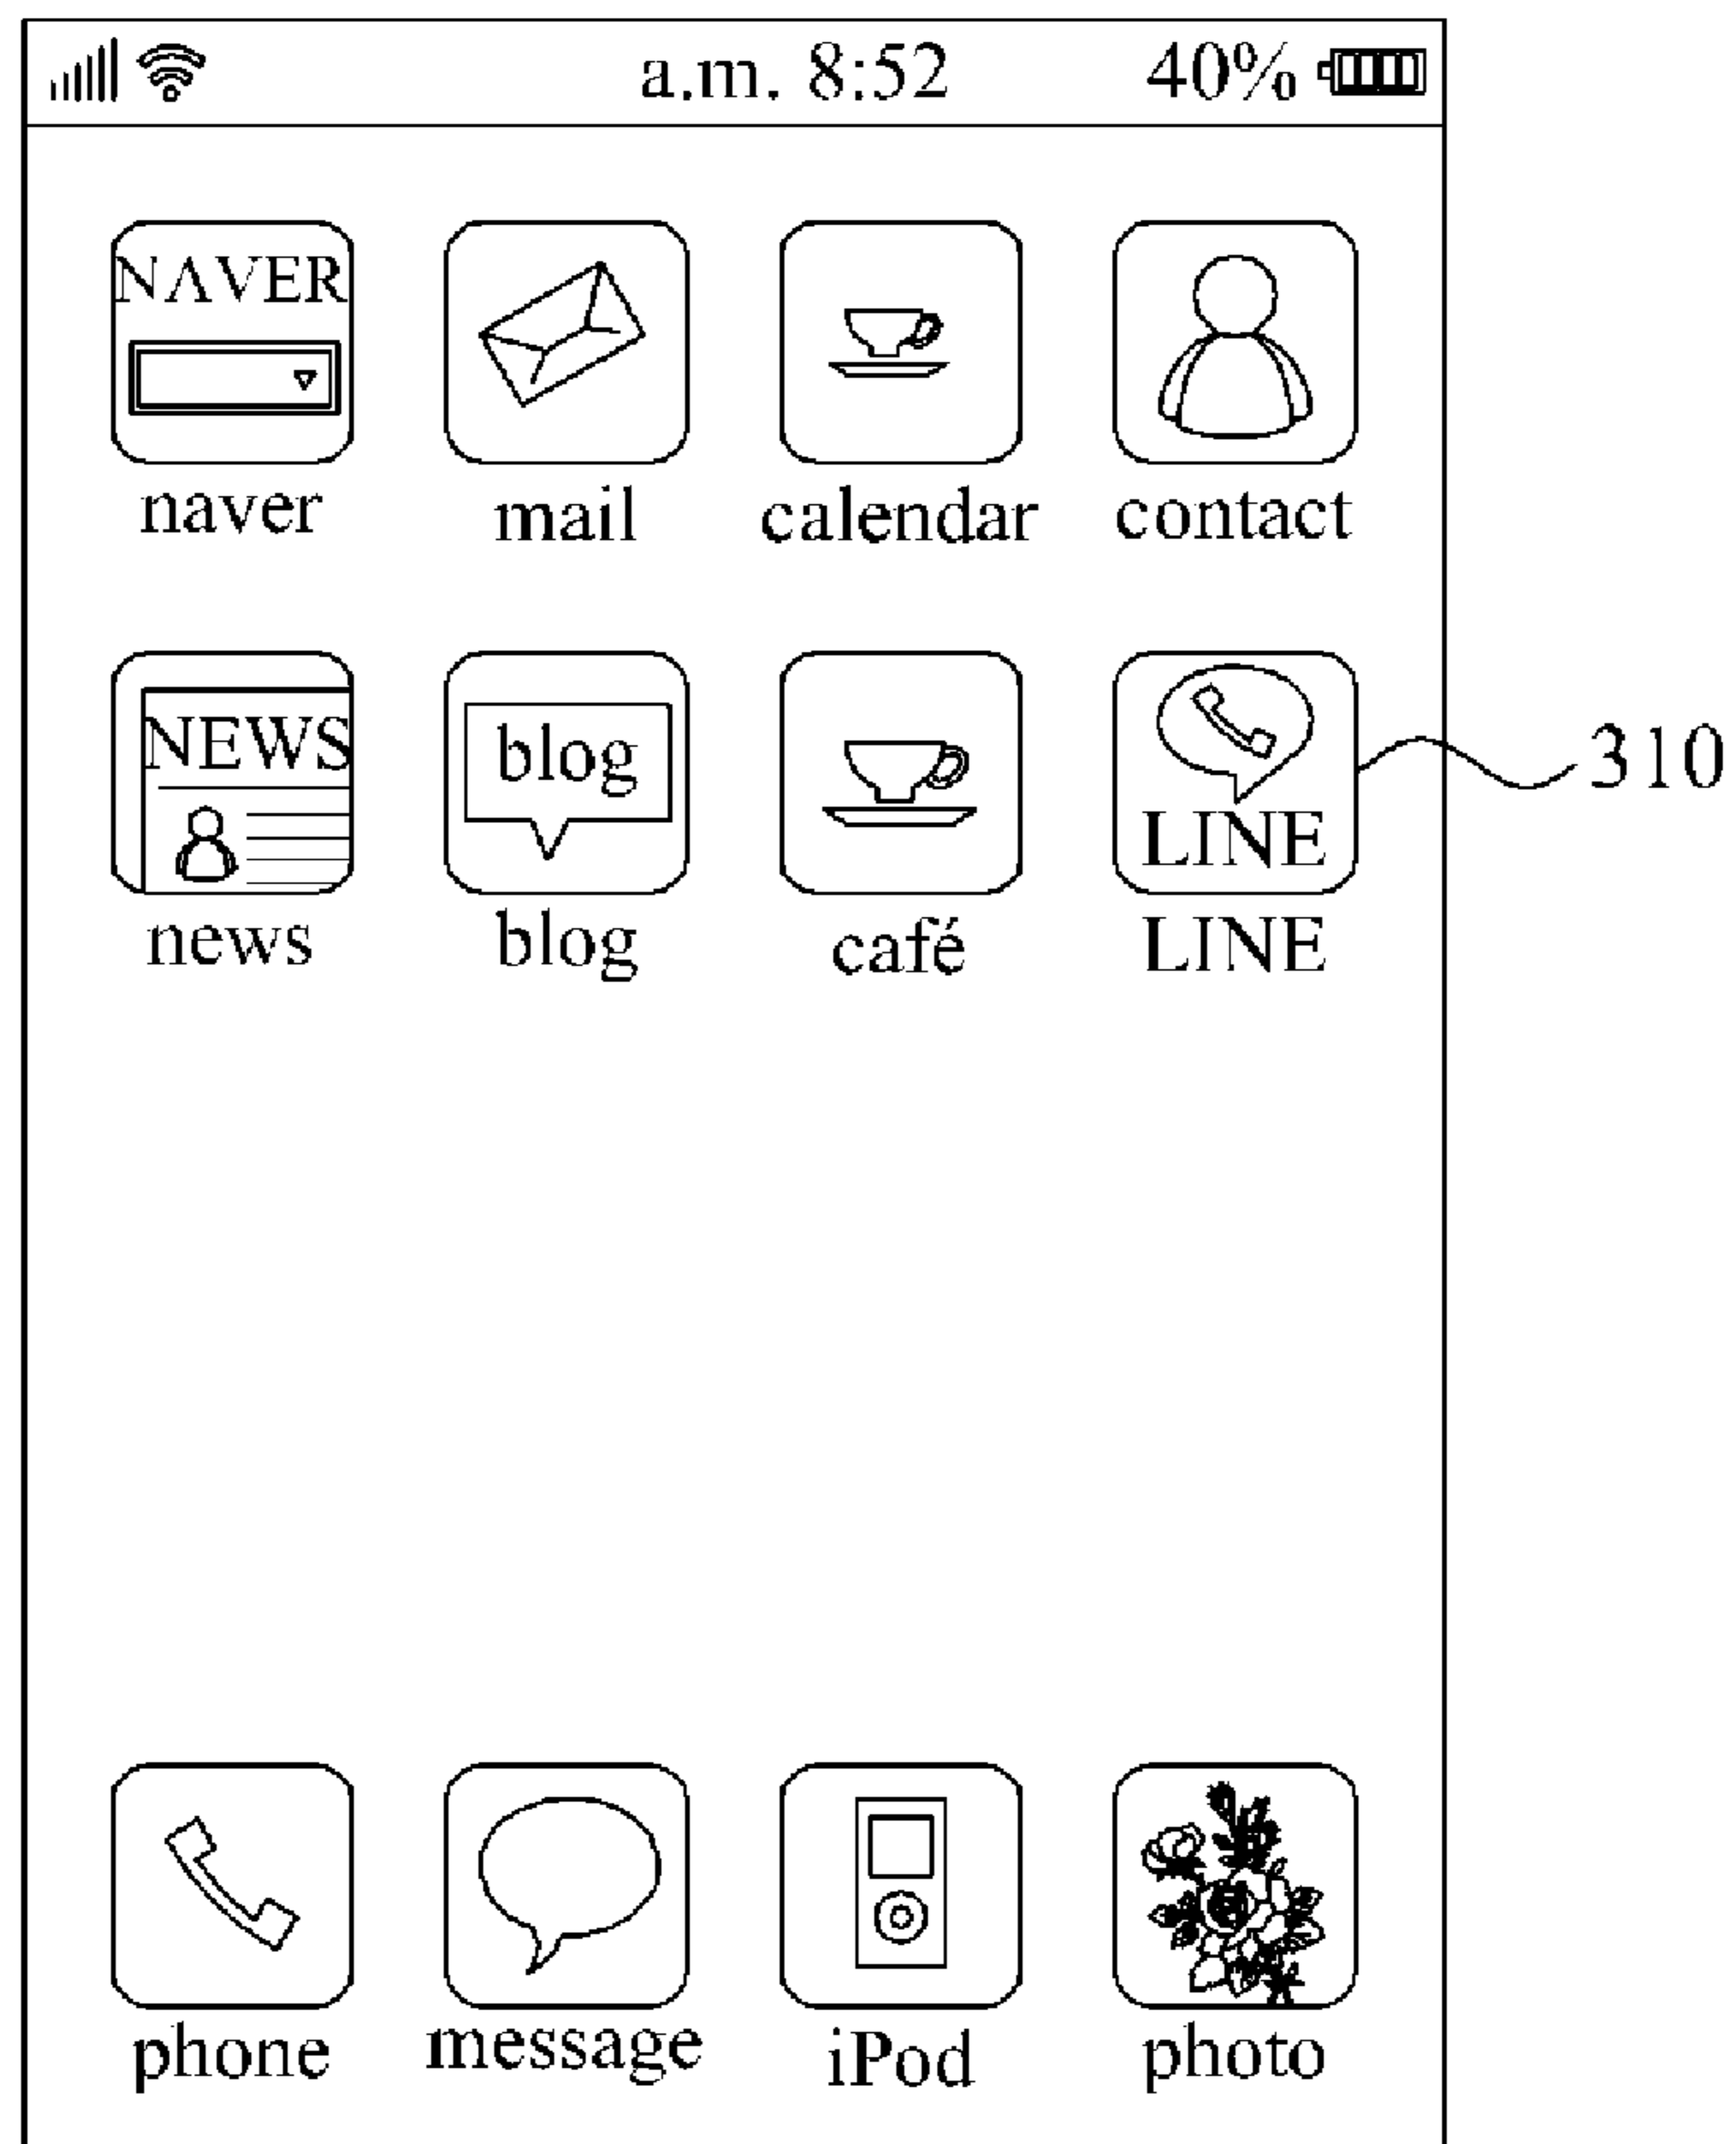 a.m. 8:52 40%
NAVER
naver mail calendar contact
NEWS blog LINE 310
news blog café LINE
phone message iPod photo